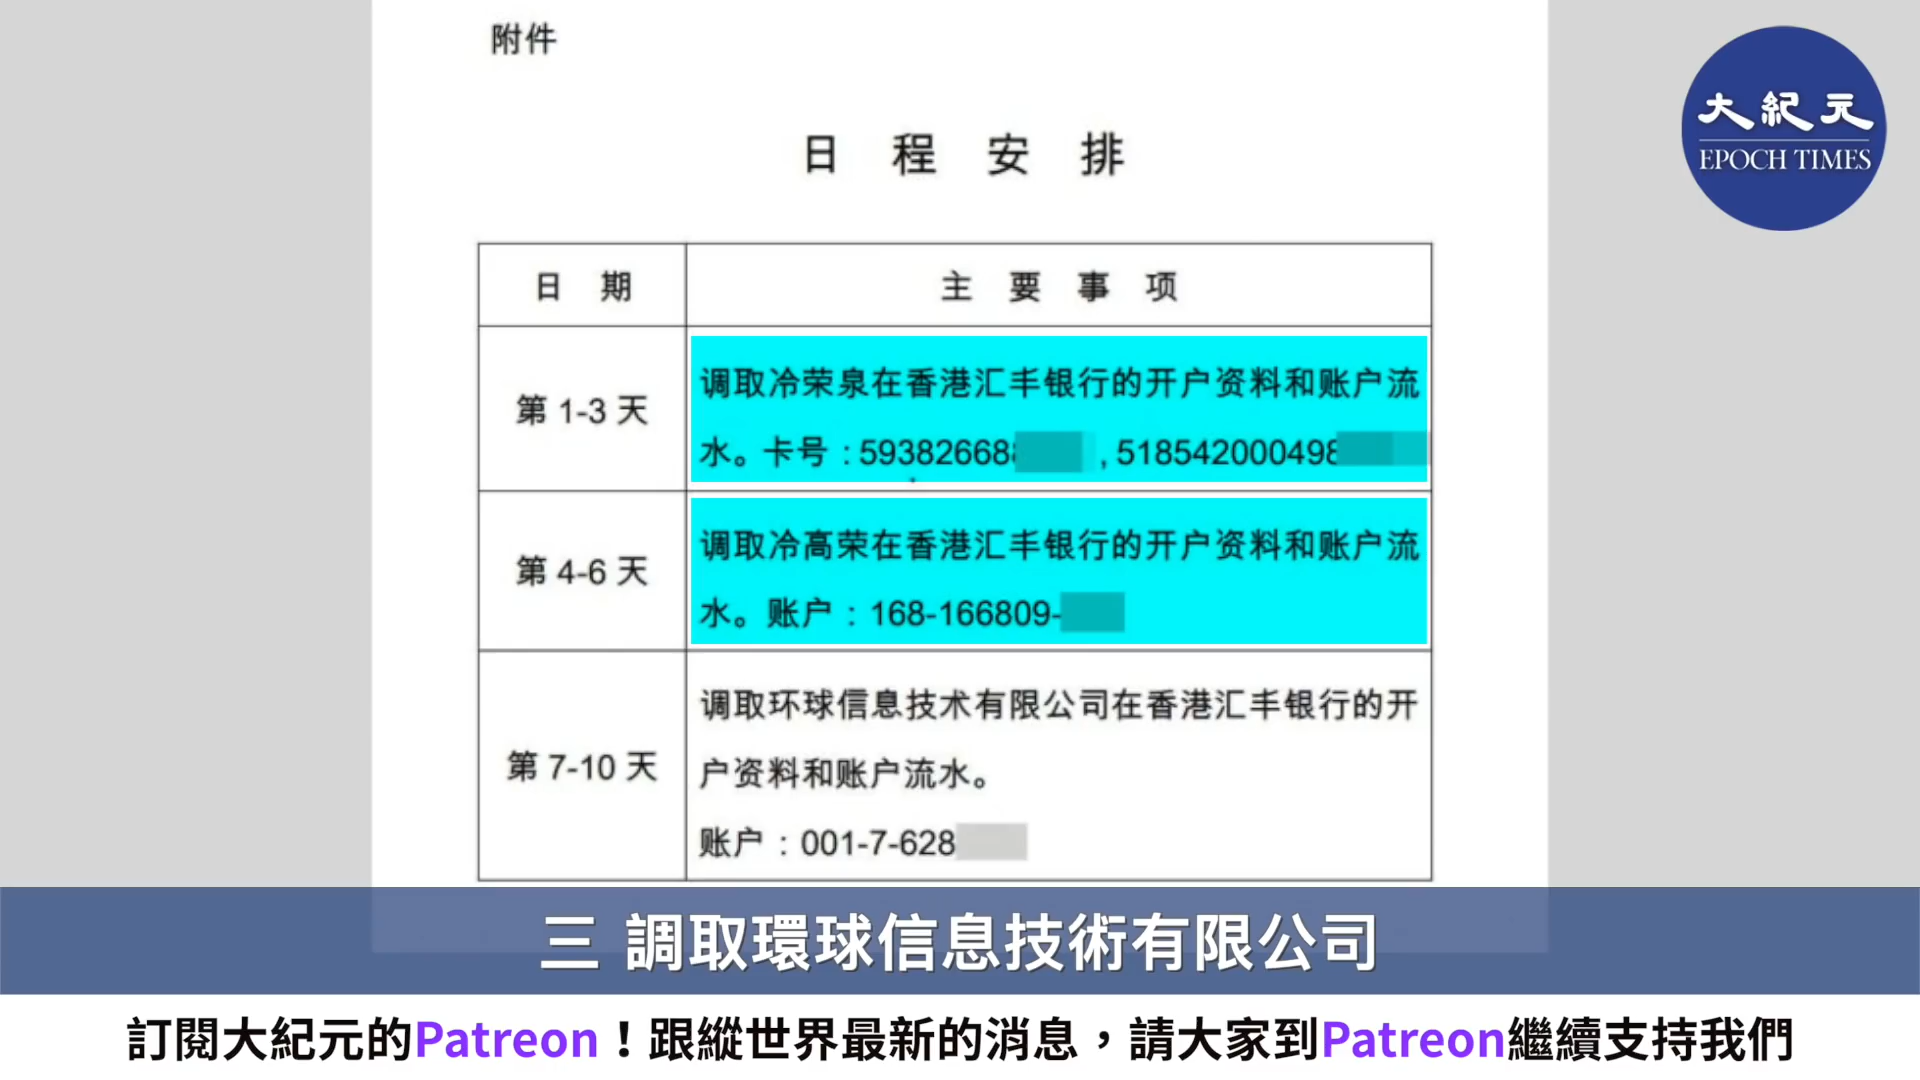 附件
大紀元
EPOCH TIMES
日 程 安 排
日 期
主 要 事 项
第 1-3 天
调取冷荣泉在香港汇丰银行的开户资料和账户流
水。卡号：59382668 , 518542000498
第 4-6 天
调取冷高荣在香港汇丰银行的开户资料和账户流
水。账户：168-166809-
第 7-10 天
调取环球信息技术有限公司在香港汇丰银行的开
户资料和账户流水。
账户：001-7-628
三 調取環球信息技術有限公司
訂閱大紀元的Patreon！跟縱世界最新的消息，請大家到Patreon繼續支持我們